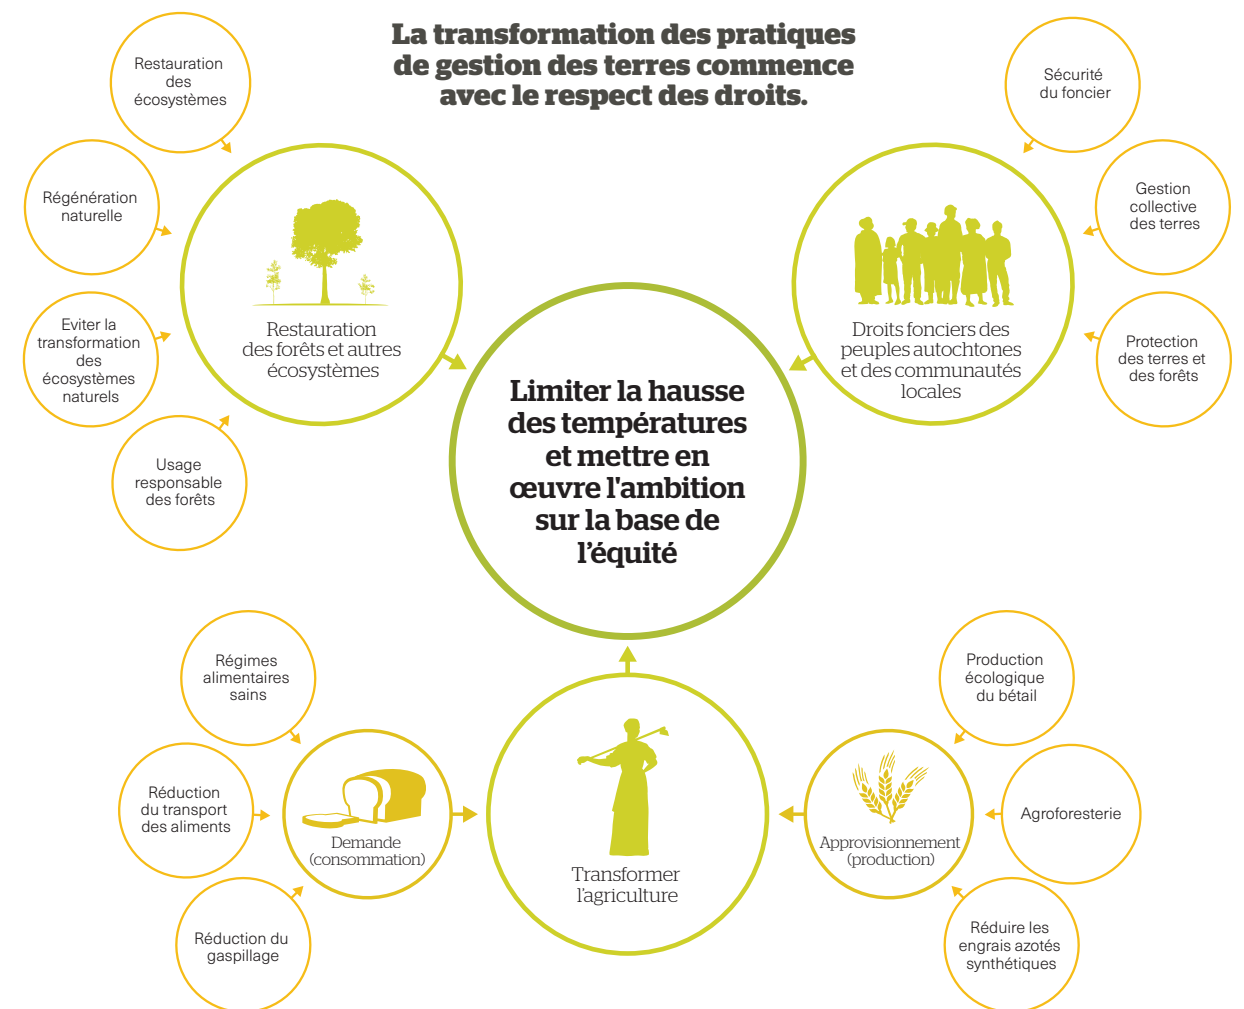 La transformation des pratiques
de gestion des terres commence
avec le respect des droits.
Restauration
des
écosystèmes
Régénération
naturelle
Eviter la
transformation
des
écosystèmes
naturels
Usage
responsable
des forêts
Restauration
des forêts et autres
écosystèmes
Sécurité
du foncier
Gestion
collective
des terres
Protection
des terres et
des forêts
Droits fonciers des
peuples autochtones
et des communautés
locales
Limiter la hausse
des températures
et mettre en
œuvre l'ambition
sur la base de
l’équité
Régimes
alimentaires
sains
Réduction
du transport
des aliments
Réduction du
gaspillage
Demande
(consommation)
Transformer
l’agriculture
Approvisionnement
(production)
Production
écologique
du bétail
Agroforesterie
Réduire les
engrais azotés
synthétiques